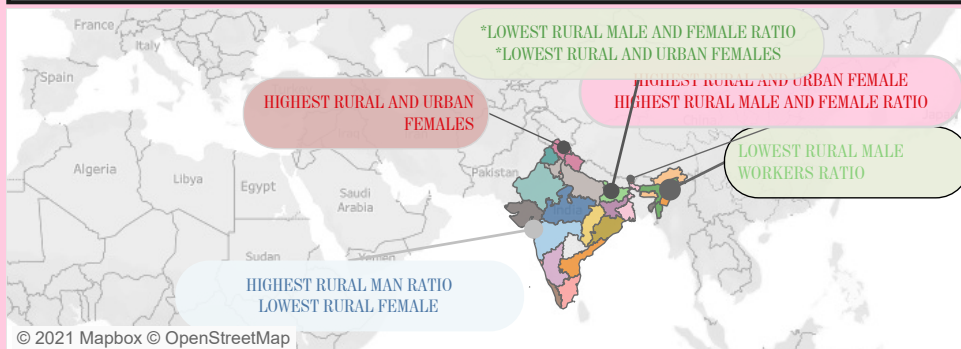 France
Italy
Spain
*LOWEST RURAL MALE AND FEMALE RATIO
*LOWEST RURAL AND URBAN FEMALES
HIGHEST RURAL AND URBAN FEMALE
HIGHEST RURAL MALE AND FEMALE RATIO
HIGHEST RURAL AND URBAN
FEMALES
LOWEST RURAL MALE
WORKERS RATIO
Algeria
Libya
Egypt
Saudi
Arabia
Pakistan
India
Sudan
Yemen
HIGHEST RURAL MAN RATIO
LOWEST RURAL FEMALE
© 2021 Mapbox © OpenStreetMap